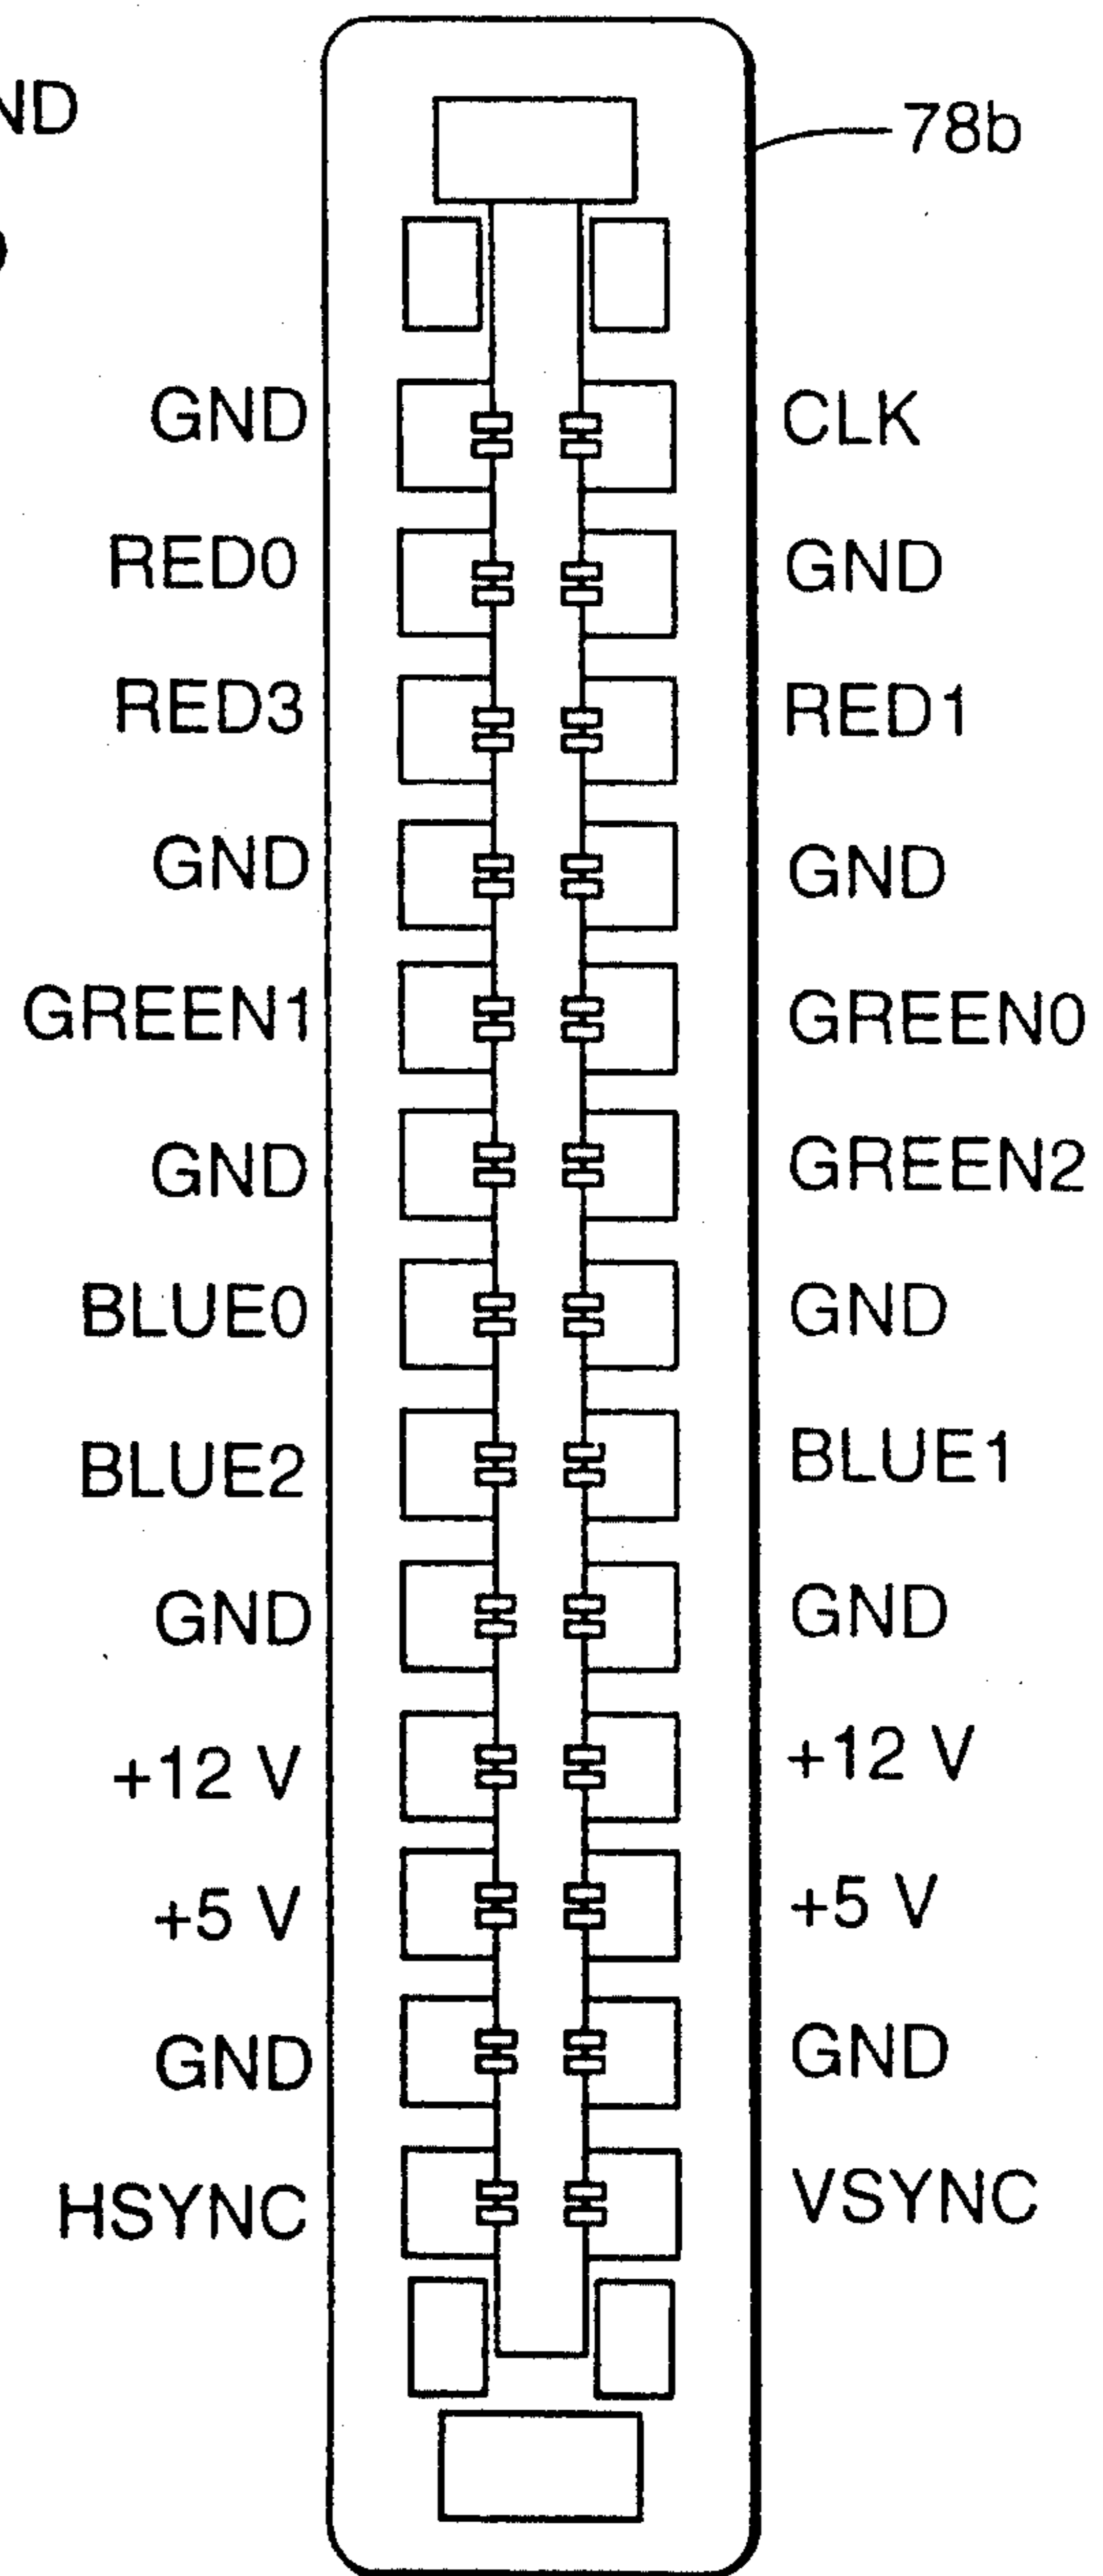 ND
78b
GND CLK
RED0 GND
RED3 RED1
GND GND
GREEN1 GREEN0
GND GREEN2
BLUE0 GND
BLUE2 BLUE1
GND GND
+12 V +12 V
+5 V +5 V
GND GND
HSYNC VSYNC